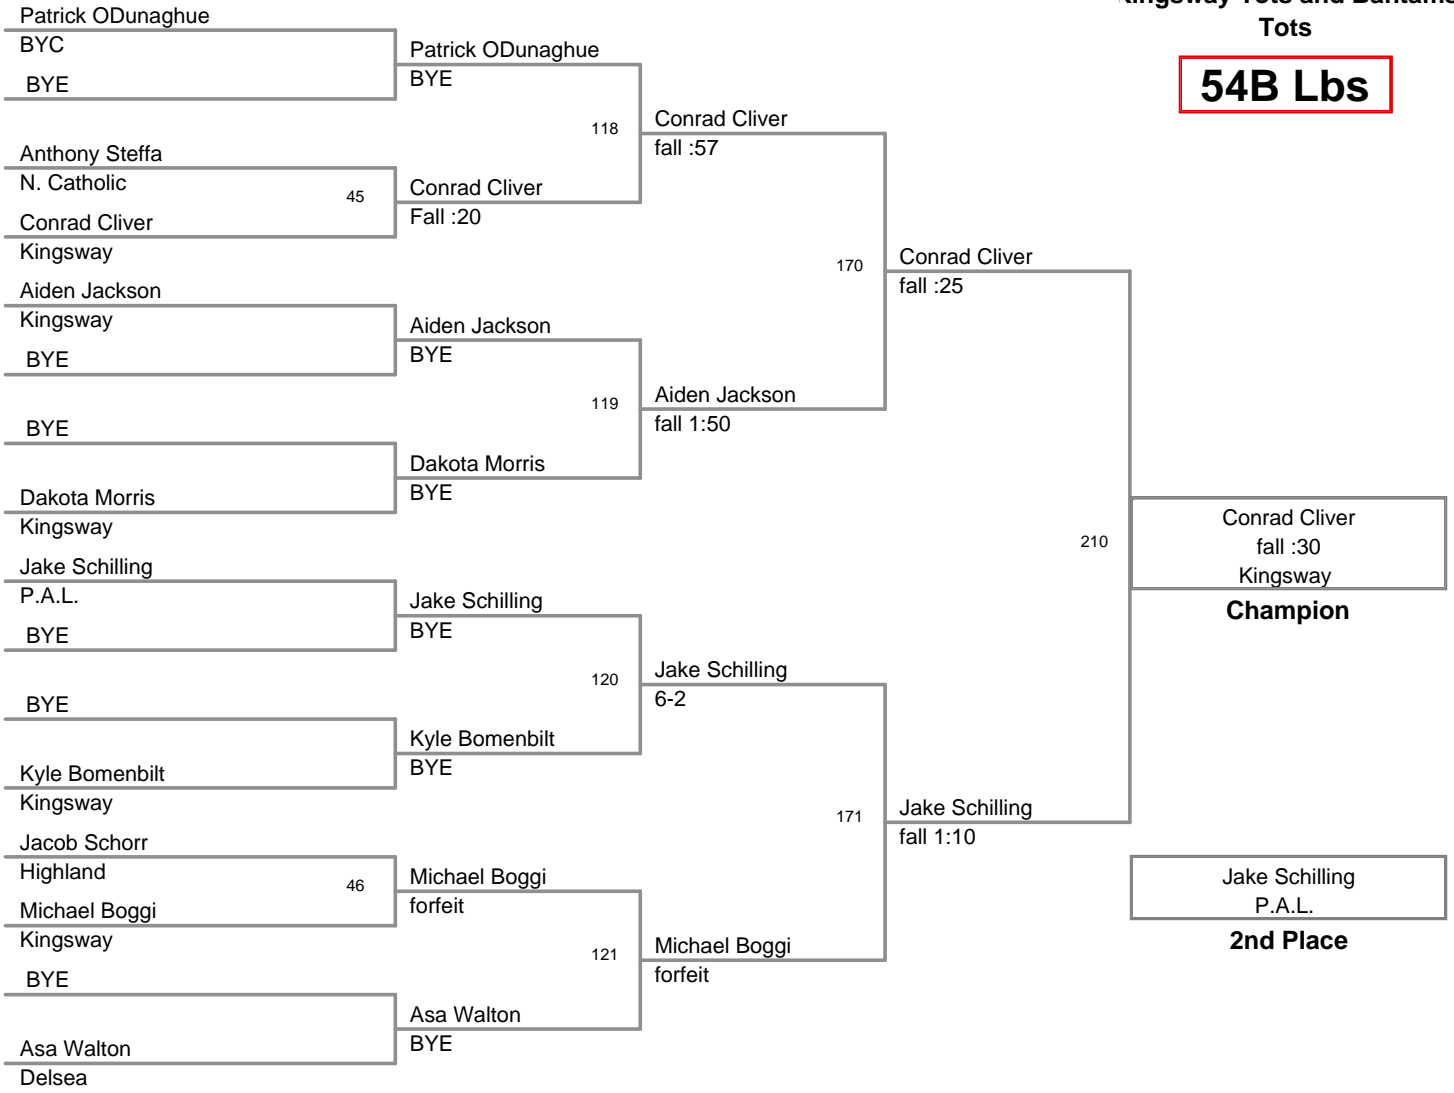 Tots
54B Lbs
Patrick ODunaghue
BYC
BYE
Anthony Steffa
N. Catholic
45
Conrad Cliver
Kingsway
Aiden Jackson
Kingsway
BYE
BYE
Dakota Morris
Kingsway
Jake Schilling
P.A.L.
BYE
BYE
Kyle Bomenbilt
Kingsway
Jacob Schorr
Highland
46
Michael Boggi
Kingsway
BYE
Asa Walton
Delsea
Patrick ODunaghue
BYE
118
Conrad Cliver
Fall :20
Aiden Jackson
BYE
119
Dakota Morris
BYE
Jake Schilling
BYE
120
Kyle Bomenbilt
BYE
Michael Boggi
forfeit
121
Asa Walton
BYE
Conrad Cliver
fall :57
170
Aiden Jackson
fall 1:50
Jake Schilling
6-2
171
Michael Boggi
forfeit
Conrad Cliver
fall :25
210
Jake Schilling
fall 1:10
Conrad Cliver
fall :30
Kingsway
Champion
Jake Schilling
P.A.L.
2nd Place